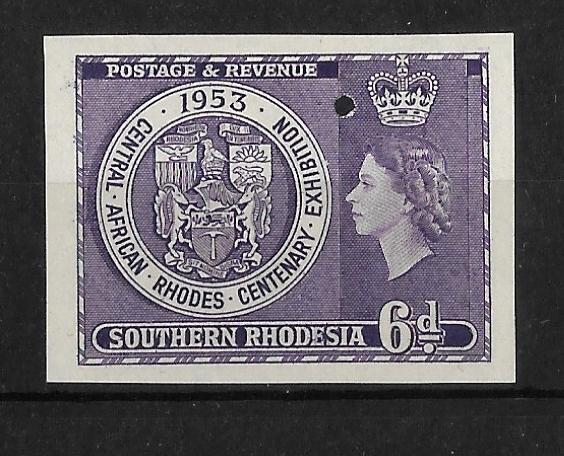 POSTAGE & REVENUE
· 1953 ·
CENTRAL · AFRICAN · RHODES · CENTENARY · EXHIBITION
SOUTHERN RHODESIA 6d.